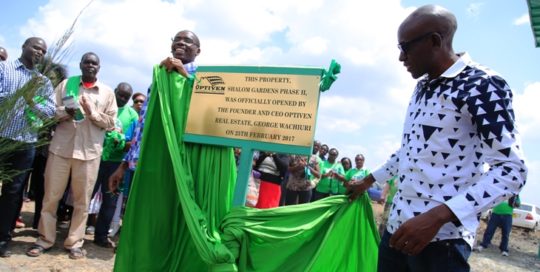 OPTIVEN
THIS PROPERTY,
SHALOM GARDENS PHASE II,
WAS OFFICIALLY OPENED BY
THE FOUNDER AND CEO OPTIVEN
REAL ESTATE, GEORGE WACHIURI
ON 25TH FEBRUARY 2017